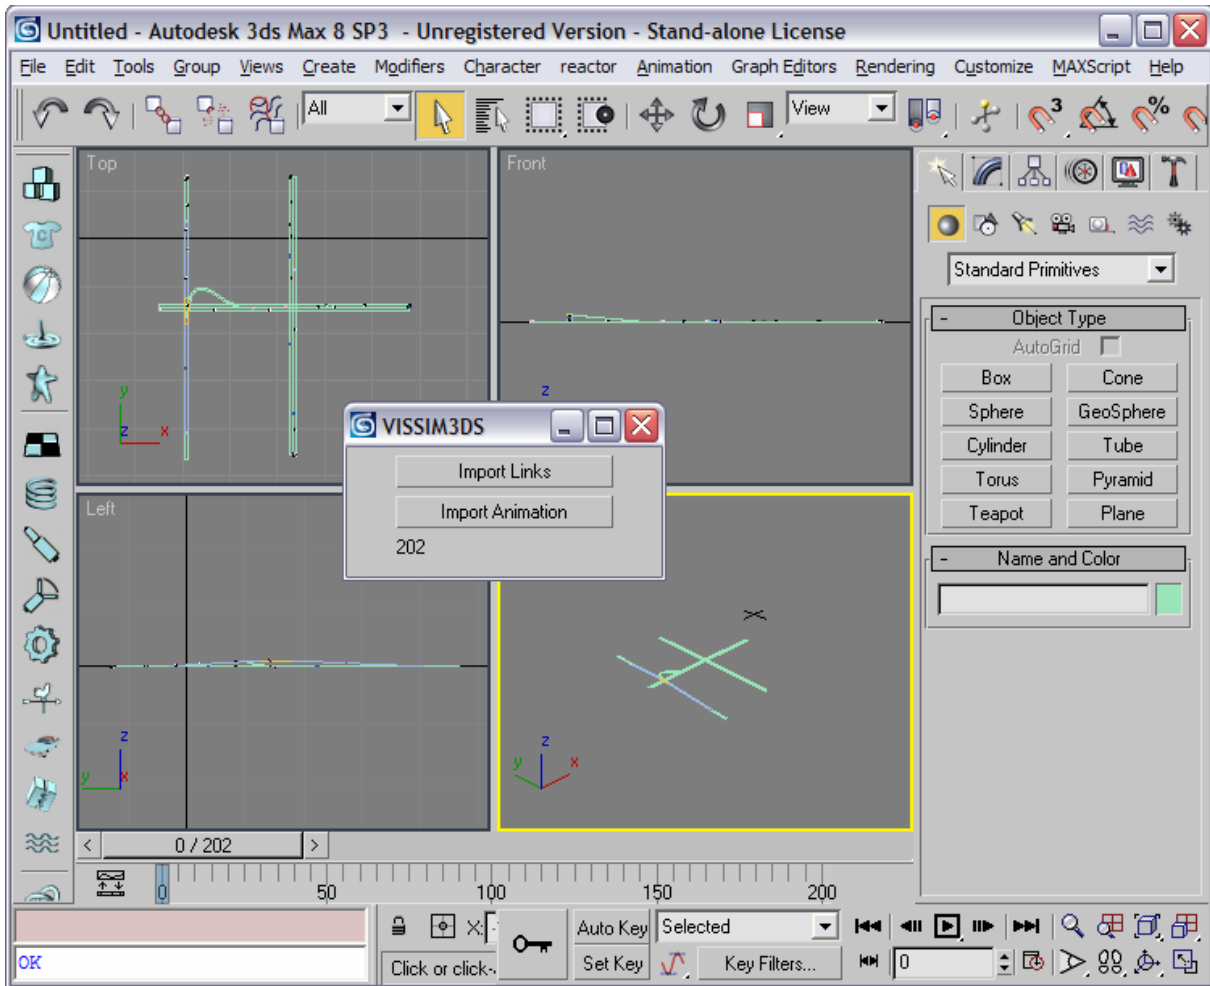 Untitled - Autodesk 3ds Max 8 SP3 - Unregistered Version - Stand-alone License
File Edit Tools Group Views Create Modifiers Character reactor Animation Graph Editors Rendering Customize MAXScript Help
All View 3 %
Top
Front
y
z x
z
Standard Primitives
- Object Type
AutoGrid
Box Cone
Sphere GeoSphere
Cylinder Tube
Torus Pyramid
Teapot Plane
- Name and Color
VISSIM3DS
Import Links
Import Animation
202
Left
z
y x
z
y x
< 0 / 202 >
0 50 100 150 200
X: Auto Key Selected
OK
Click or click- Set Key Key Filters... 0